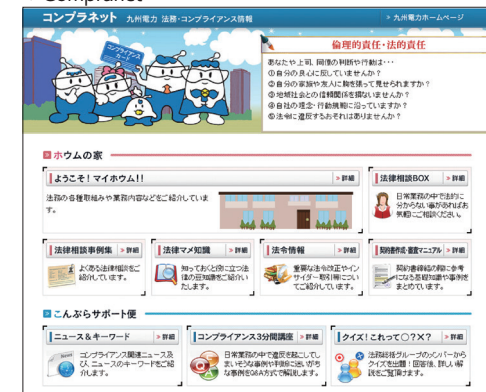 Compranet
コンプラネット 九州電力 法務・コンプライアンス情報
> 九州電力ホームページ
コンプライアンスカード
倫理的責任・法的責任
あなたや上司、同僚の判断や行動は・・・
①自分の良心に反していませんか?
②自分の家族や友人に胸を張って見せられますか?
③地域社会との信頼関係を損ないませんか?
④自社の理念・行動規範に沿っていますか?
⑤法令に違反するおそれはありませんか?
ホウムの家
ようこそ!マイホウム!! > 詳細
法務の各種取組みや業務内容などをご紹介しています。
法律相談BOX > 詳細
日常業務の中で法的に
分からない事があればお
気軽にご相談ください。
法律相談事例集 > 詳細
よくある法律相談をご
紹介しています。
法律マメ知識 > 詳細
知っておくと役に立つ法
律の豆知識をご紹介い
たします。
法令情報 > 詳細
重要な法令改正やイン
サイダー取引等につい
てご紹介しています。
契約書作成・審査マニュアル > 詳細
契約書締結の際に参考
になる基礎知識や事例を
まとめています。
こんぷらサポート便
ニュース&キーワード > 詳細
コンプライアンス関連ニュース及
び、ニュースのキーワードをご紹
介します。
コンプライアンス3分間講座 > 詳細
日常業務の中で違反を起こしてし
まいそうな事例や判断に迷いがち
な事例をQ&A方式で解説します。
クイズ!これって○?×? > 詳細
法務総括グループのメンバーから
クイズを出題!回答後、詳しい解
説をご覧頂けます。